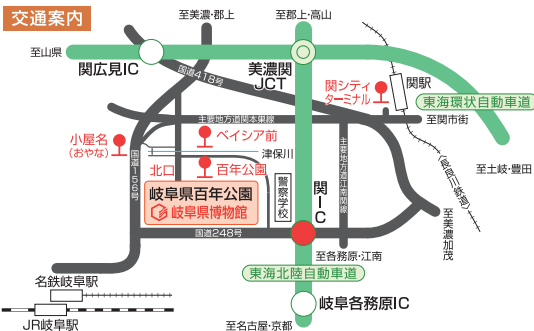 交通案内
至美濃・郡上
至郡上・高山
至山県
関広見IC
国道418号
美濃関
JCT
関シティ
ターミナル
関駅
東海環状自動車道
主要地方道関本巣線
至関市街
小屋名
(おやな)
ベイシア前
津保川
国道156号
北口
百年公園
主要地方道江南関線
〈長良川鉄道〉
至土岐・豊田
岐阜県百年公園
岐阜県博物館
警察学校
関IC
至美濃加茂
国道248号
至各務原・江南
東海北陸自動車道
名鉄岐阜駅
岐阜各務原IC
JR岐阜駅
至名古屋・京都